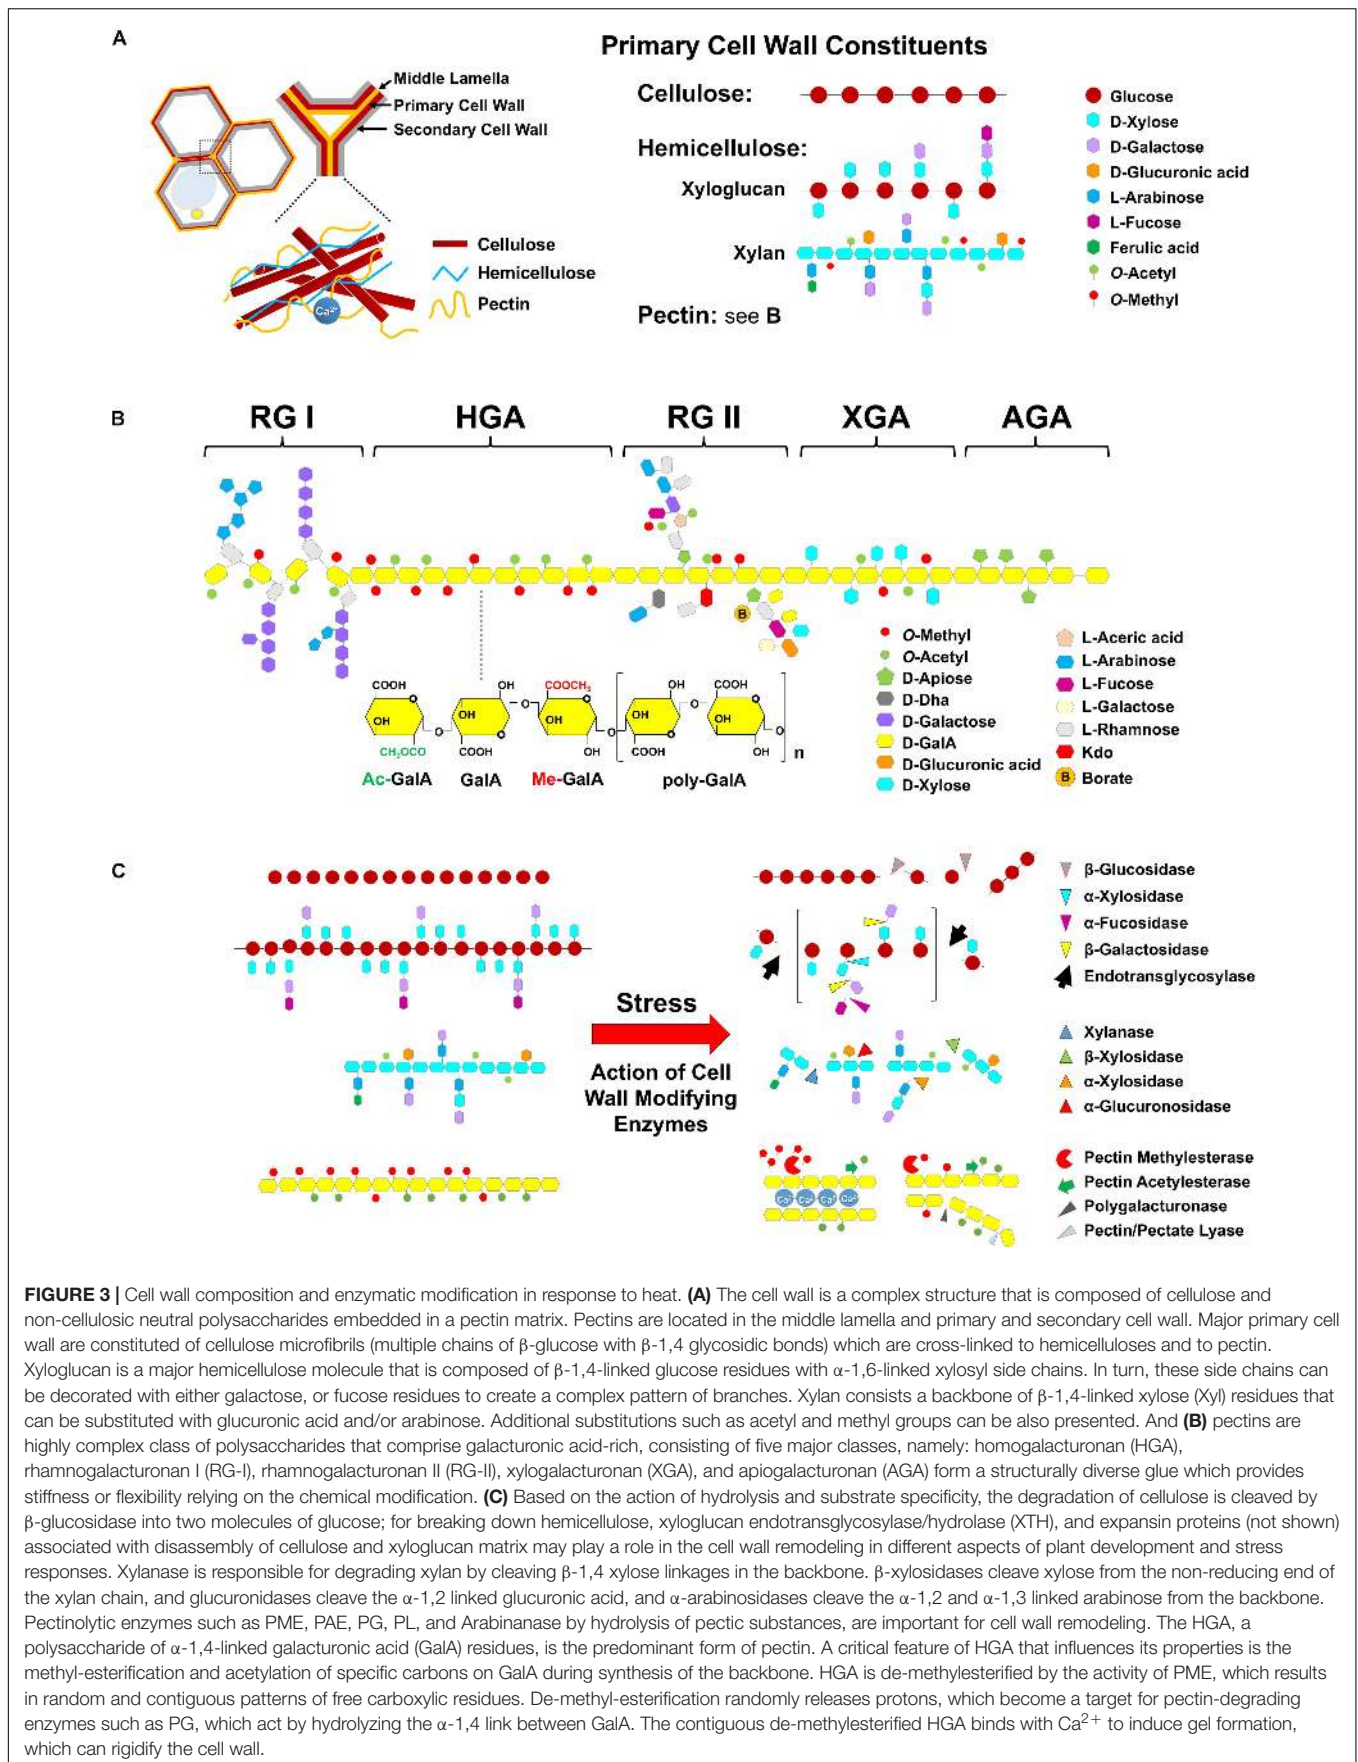 A
Primary Cell Wall Constituents
Middle Lamella
Primary Cell Wall
Secondary Cell Wall
Cellulose
Hemicellulose
Pectin
Ca²⁺
Cellulose:
Hemicellulose:
Xyloglucan
Xylan
Pectin: see B
Glucose
D-Xylose
D-Galactose
D-Glucuronic acid
L-Arabinose
L-Fucose
Ferulic acid
O-Acetyl
O-Methyl
B
RG I
HGA
RG II
XGA
AGA
B
COOH
OH
CH₃OCO
O
O
OH
OH
COOH
O
O
COOCH₃
OH
OH
O
O
OH
OH
COOH
O
O
COOH
OH
OH
O
O
n
Ac-GalA
GalA
Me-GalA
poly-GalA
O-Methyl
O-Acetyl
D-Apiose
D-Dha
D-Galactose
D-GalA
D-Glucuronic acid
D-Xylose
L-Aceric acid
L-Arabinose
L-Fucose
L-Galactose
L-Rhamnose
Kdo
B Borate
C
Stress
Action of Cell
Wall Modifying
Enzymes
β-Glucosidase
α-Xylosidase
α-Fucosidase
β-Galactosidase
Endotransglycosylase
Xylanase
β-Xylosidase
α-Xylosidase
α-Glucuronosidase
Ca²⁺ Ca²⁺ Ca²⁺ Ca²⁺
Pectin Methylesterase
Pectin Acetylesterase
Polygalacturonase
Pectin/Pectate Lyase
FIGURE 3 | Cell wall composition and enzymatic modification in response to heat. (A) The cell wall is a complex structure that is composed of cellulose and
non-cellulosic neutral polysaccharides embedded in a pectin matrix. Pectins are located in the middle lamella and primary and secondary cell wall. Major primary cell
wall are constituted of cellulose microfibrils (multiple chains of β-glucose with β-1,4 glycosidic bonds) which are cross-linked to hemicelluloses and to pectin.
Xyloglucan is a major hemicellulose molecule that is composed of β-1,4-linked glucose residues with α-1,6-linked xylosyl side chains. In turn, these side chains can
be decorated with either galactose, or fucose residues to create a complex pattern of branches. Xylan consists a backbone of β-1,4-linked xylose (Xyl) residues that
can be substituted with glucuronic acid and/or arabinose. Additional substitutions such as acetyl and methyl groups can be also presented. And (B) pectins are
highly complex class of polysaccharides that comprise galacturonic acid-rich, consisting of five major classes, namely: homogalacturonan (HGA),
rhamnogalacturonan I (RG-I), rhamnogalacturonan II (RG-II), xylogalacturonan (XGA), and apiogalacturonan (AGA) form a structurally diverse glue which provides
stiffness or flexibility relying on the chemical modification. (C) Based on the action of hydrolysis and substrate specificity, the degradation of cellulose is cleaved by
β-glucosidase into two molecules of glucose; for breaking down hemicellulose, xyloglucan endotransglycosylase/hydrolase (XTH), and expansin proteins (not shown)
associated with disassembly of cellulose and xyloglucan matrix may play a role in the cell wall remodeling in different aspects of plant development and stress
responses. Xylanase is responsible for degrading xylan by cleaving β-1,4 xylose linkages in the backbone. β-xylosidases cleave xylose from the non-reducing end of
the xylan chain, and glucuronidases cleave the α-1,2 linked glucuronic acid, and α-arabinosidases cleave the α-1,2 and α-1,3 linked arabinose from the backbone.
Pectinolytic enzymes such as PME, PAE, PG, PL, and Arabinanase by hydrolysis of pectic substances, are important for cell wall remodeling. The HGA, a
polysaccharide of α-1,4-linked galacturonic acid (GalA) residues, is the predominant form of pectin. A critical feature of HGA that influences its properties is the
methyl-esterification and acetylation of specific carbons on GalA during synthesis of the backbone. HGA is de-methylesterified by the activity of PME, which results
in random and contiguous patterns of free carboxylic residues. De-methyl-esterification randomly releases protons, which become a target for pectin-degrading
enzymes such as PG, which act by hydrolyzing the α-1,4 link between GalA. The contiguous de-methylesterified HGA binds with Ca²⁺ to induce gel formation,
which can rigidify the cell wall.